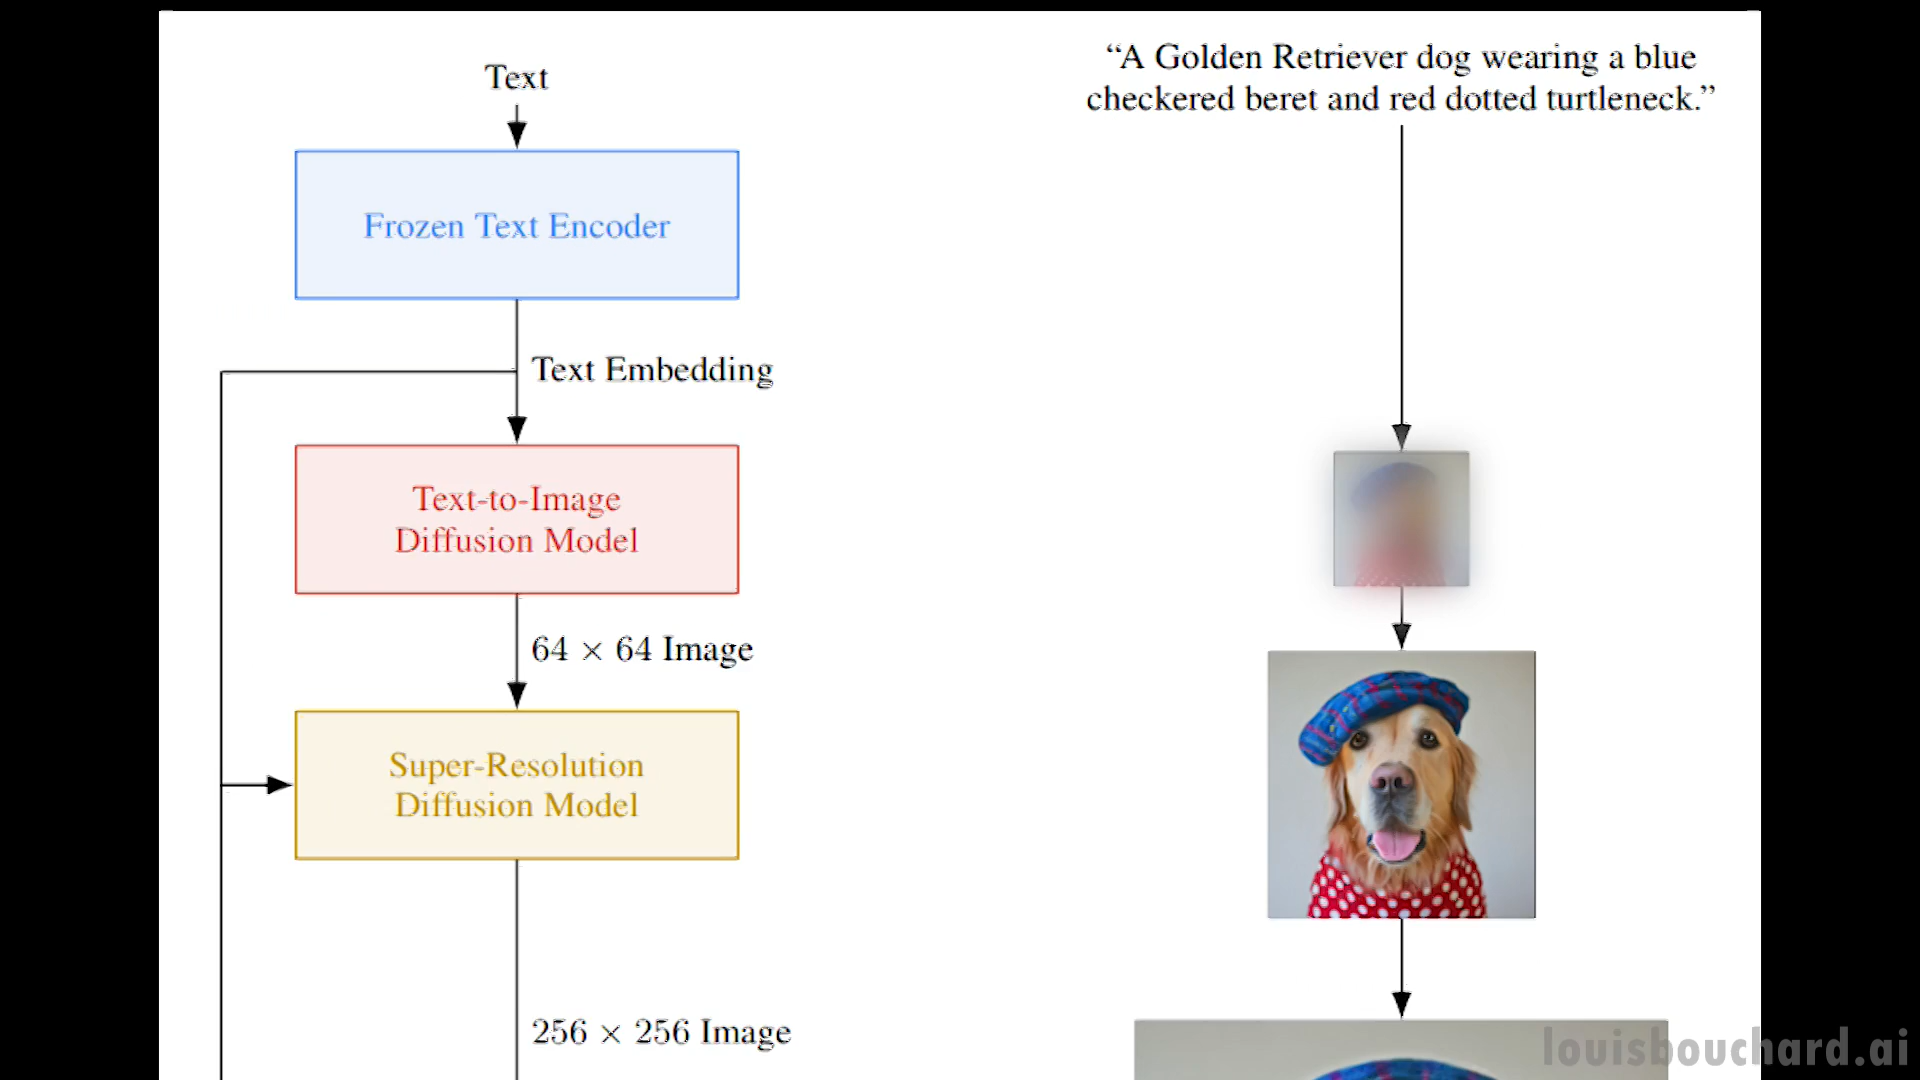 Text
Frozen Text Encoder
Text Embedding
Text-to-Image
Diffusion Model
64 × 64 Image
Super-Resolution
Diffusion Model
256 × 256 Image
“A Golden Retriever dog wearing a blue
checkered beret and red dotted turtleneck.”
louisbouchard.ai